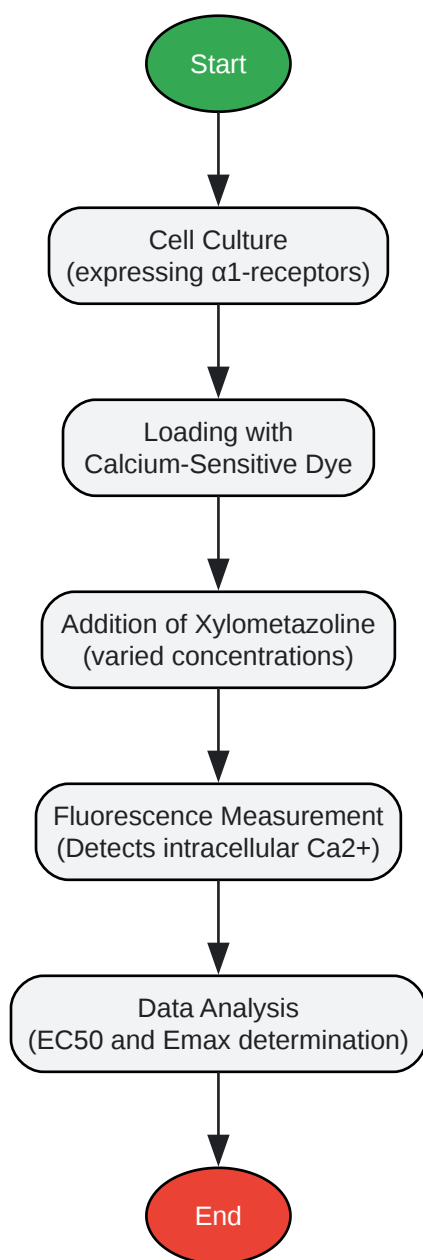 Start
Cell Culture
(expressing α1-receptors)
Loading with
Calcium-Sensitive Dye
Addition of Xylometazoline
(varied concentrations)
Fluorescence Measurement
(Detects intracellular Ca2+)
Data Analysis
(EC50 and Emax determination)
End